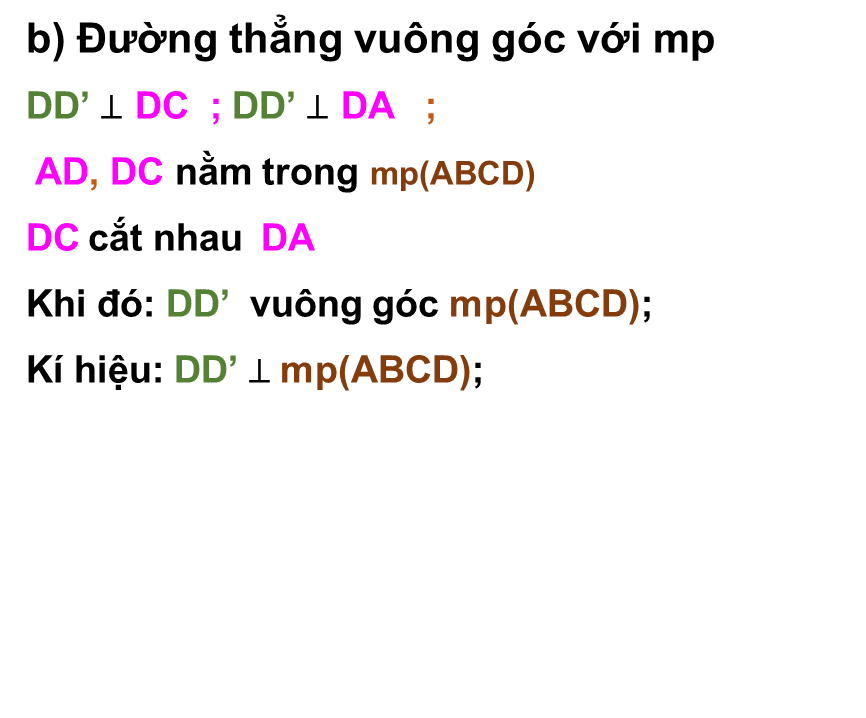 b) Đường thẳng vuông góc với mp
DD’ ⊥ DC ; DD’ ⊥ DA ;
AD, DC nằm trong mp(ABCD)
DC cắt nhau DA
Khi đó: DD’ vuông góc mp(ABCD);
Kí hiệu: DD’ ⊥ mp(ABCD);